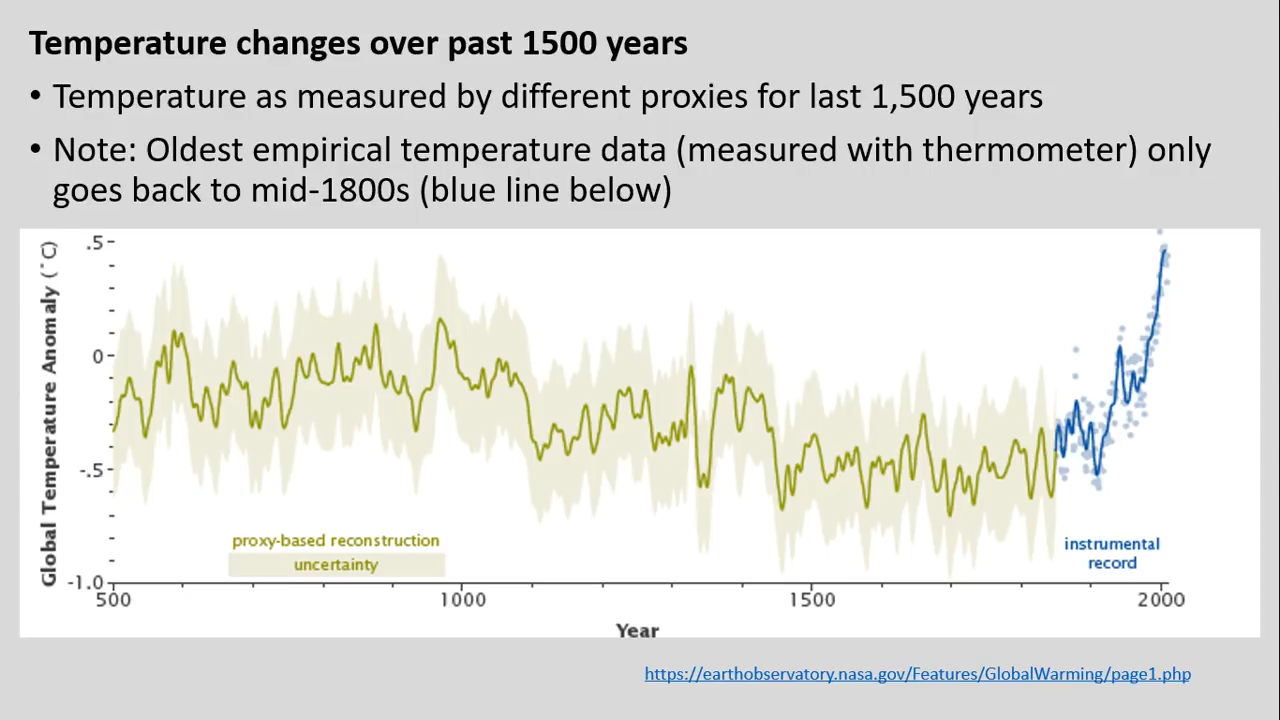 Temperature changes over past 1500 years
• Temperature as measured by different proxies for last 1,500 years
• Note: Oldest empirical temperature data (measured with thermometer) only
goes back to mid-1800s (blue line below)
Global Temperature Anomaly (˚C)
.5
0
-.5
-1.0
proxy-based reconstruction
uncertainty
instrumental
record
500
1000
1500
2000
Year
https://earthobservatory.nasa.gov/Features/GlobalWarming/page1.php